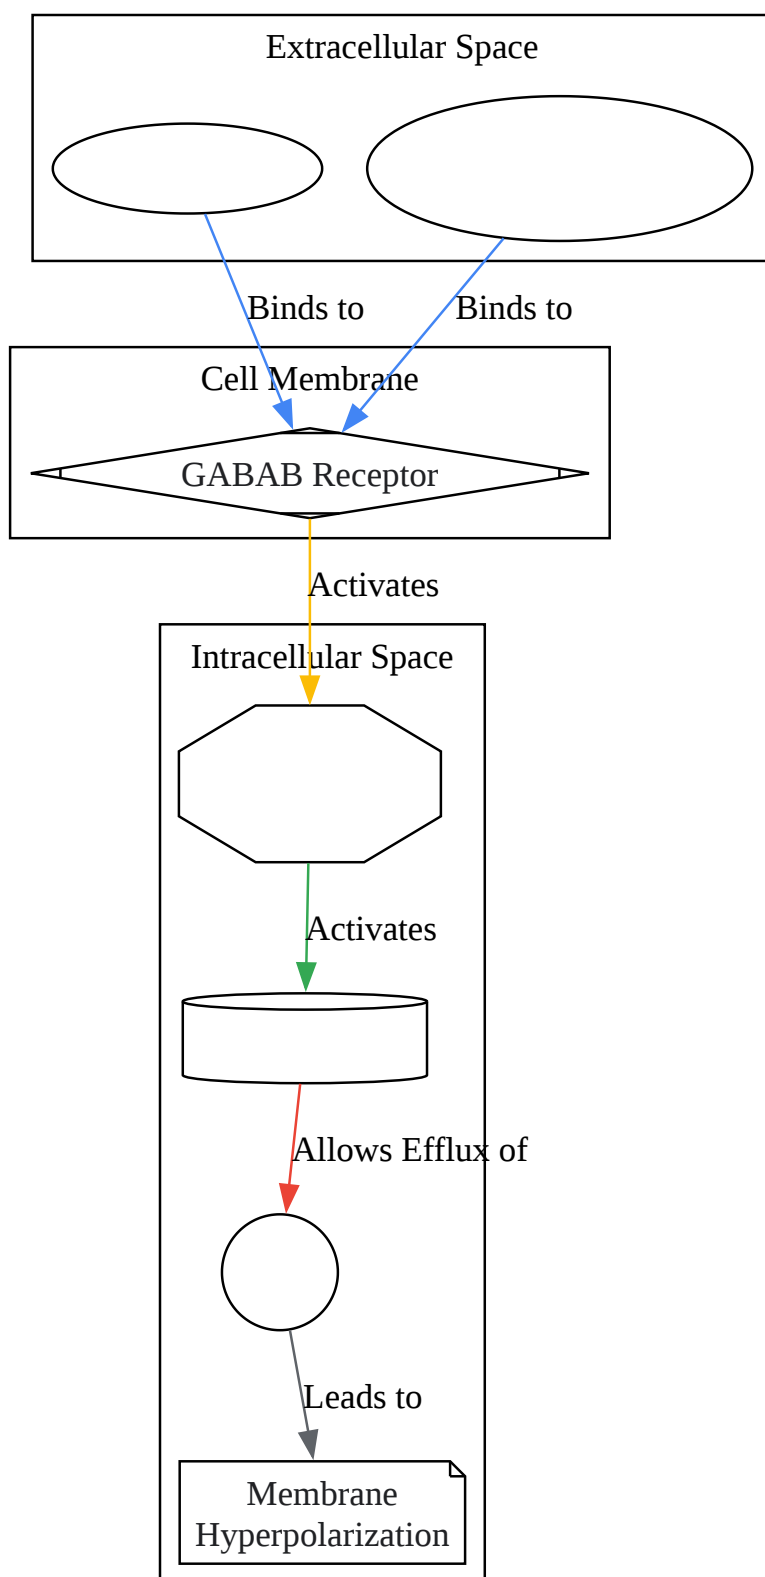 Extracellular Space
Binds to
Binds to
Cell Membrane
GABAB Receptor
Activates
Intracellular Space
Activates
Allows Efflux of
Leads to
Membrane
Hyperpolarization